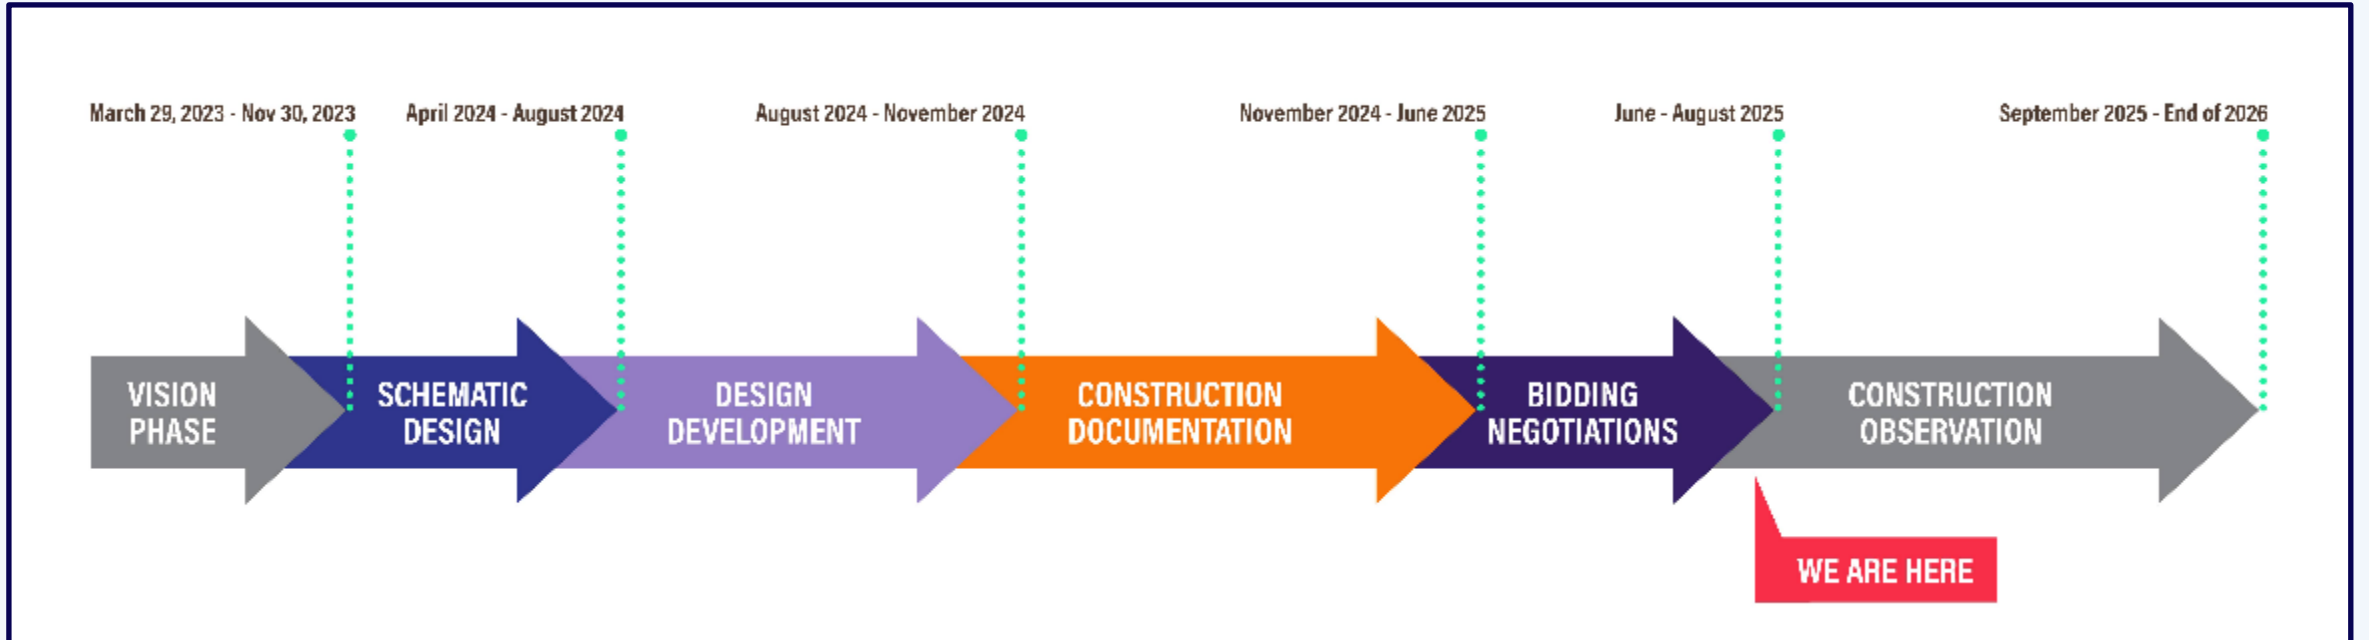 March 29, 2023 - Nov 30, 2023
April 2024 - August 2024
August 2024 - November 2024
November 2024 - June 2025
June - August 2025
September 2025 - End of 2026
VISION
PHASE
SCHEMATIC
DESIGN
DESIGN
DEVELOPMENT
CONSTRUCTION
DOCUMENTATION
BIDDING
NEGOTIATIONS
CONSTRUCTION
OBSERVATION
WE ARE HERE